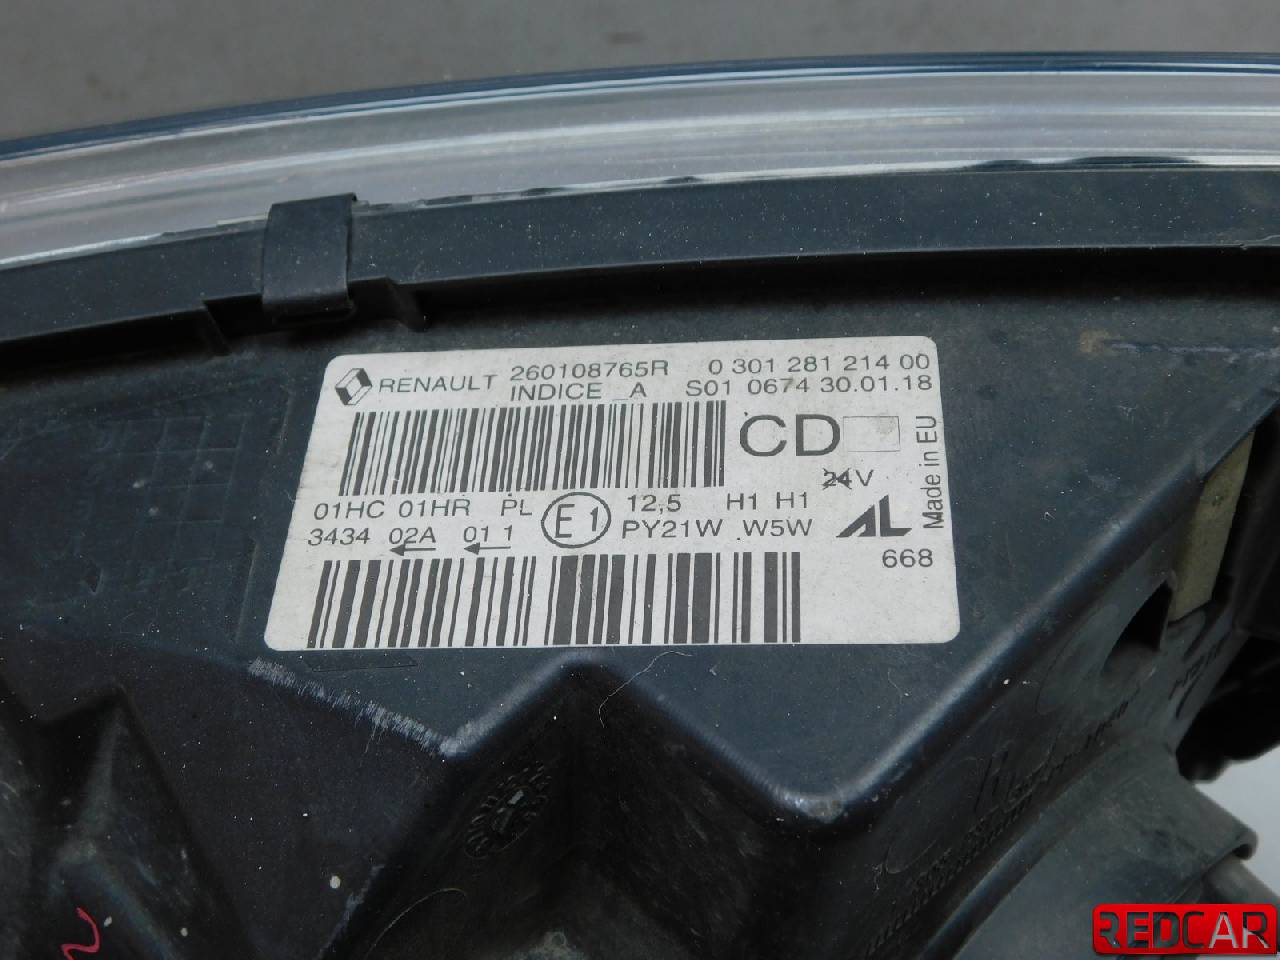 RENAULT 260108765R 0 301 281 214 00
INDICE _A S01 0674 30.01.18
CD
Made in EU
24V
01HC 01HR PL E1 12,5 H1 H1
3434 02A 01 1 PY21W W5W AL
668
REDCAR